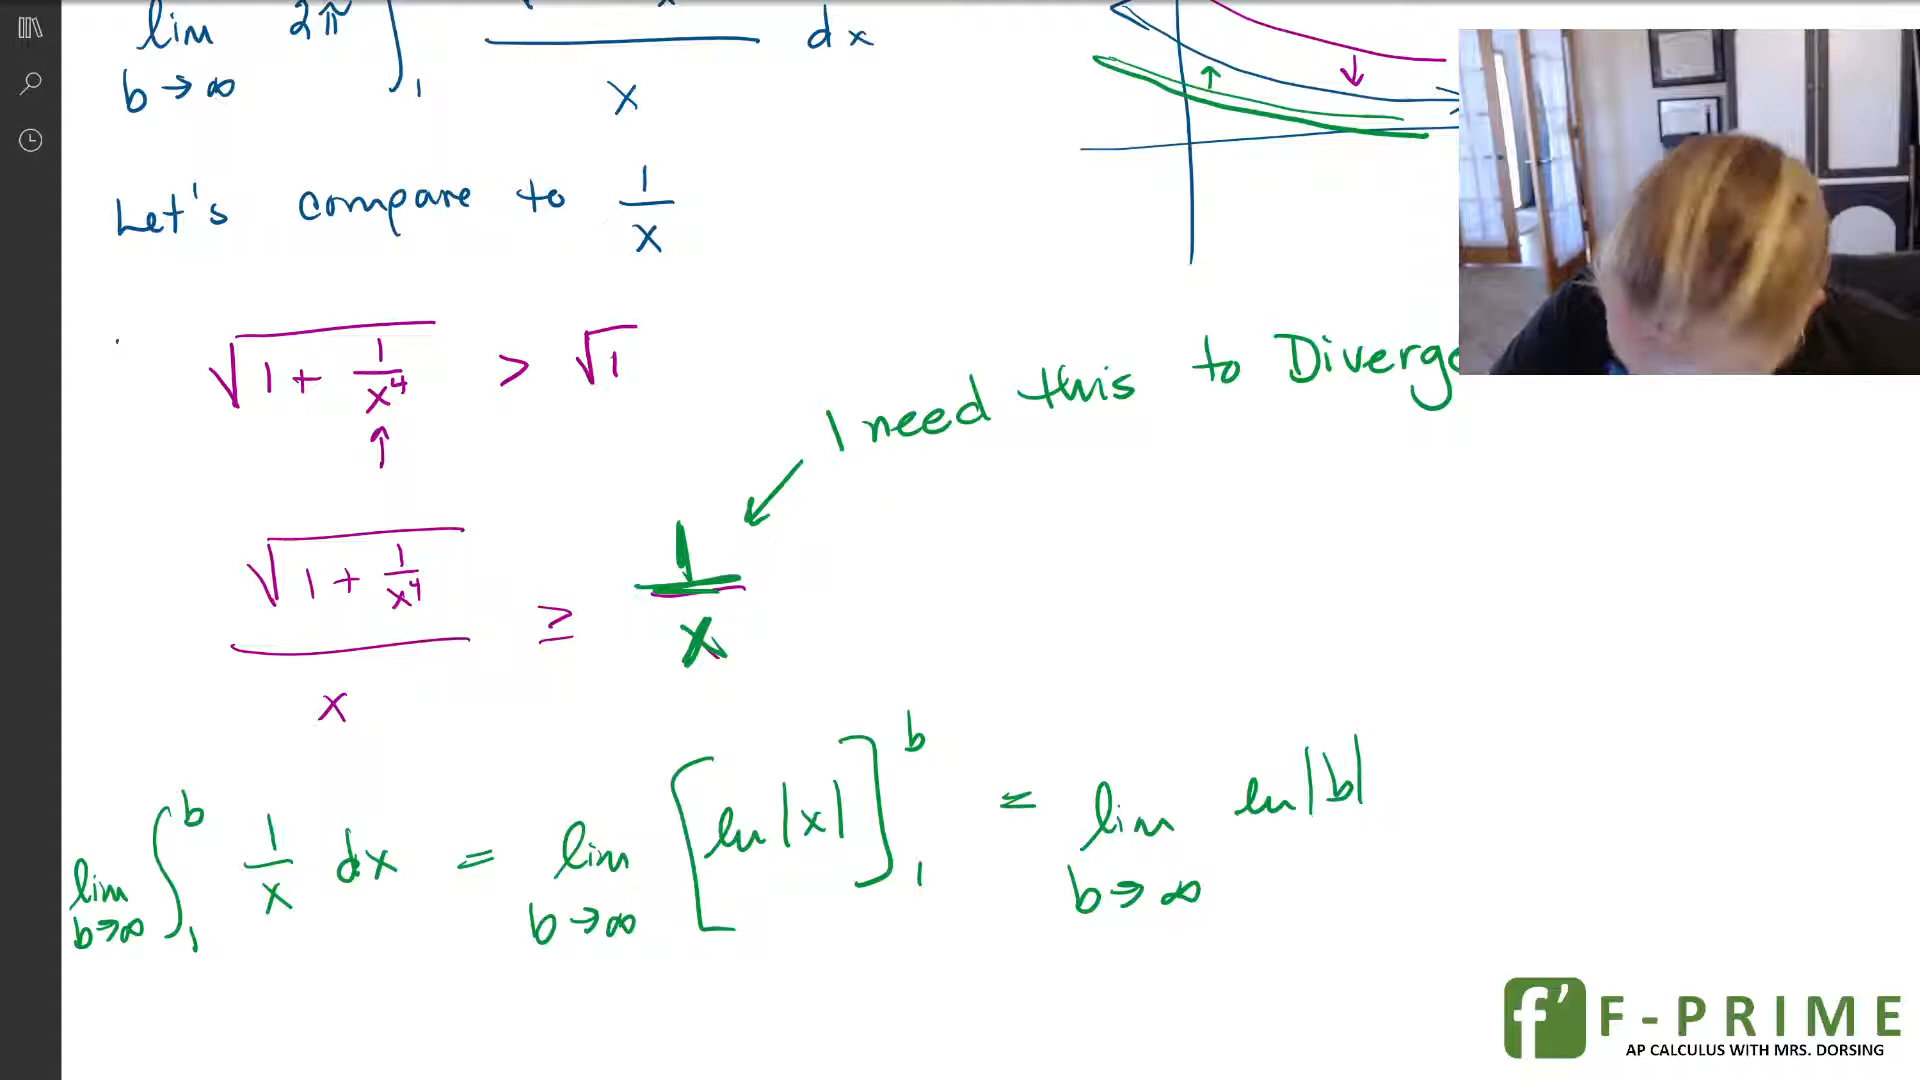 lim 2π ∫ 1 dx
b→∞ x
Let's compare to 1/x
√(1 + 1/x⁴) > √1
↑
I need this to Diverge
√(1 + 1/x⁴)/x ≥ 1/x
lim b→∞ ∫₁ᵇ 1/x dx = lim b→∞ [ln|x|]₁ᵇ = lim b→∞ ln|b|
f' F-PRIME
AP CALCULUS WITH MRS. DORSING